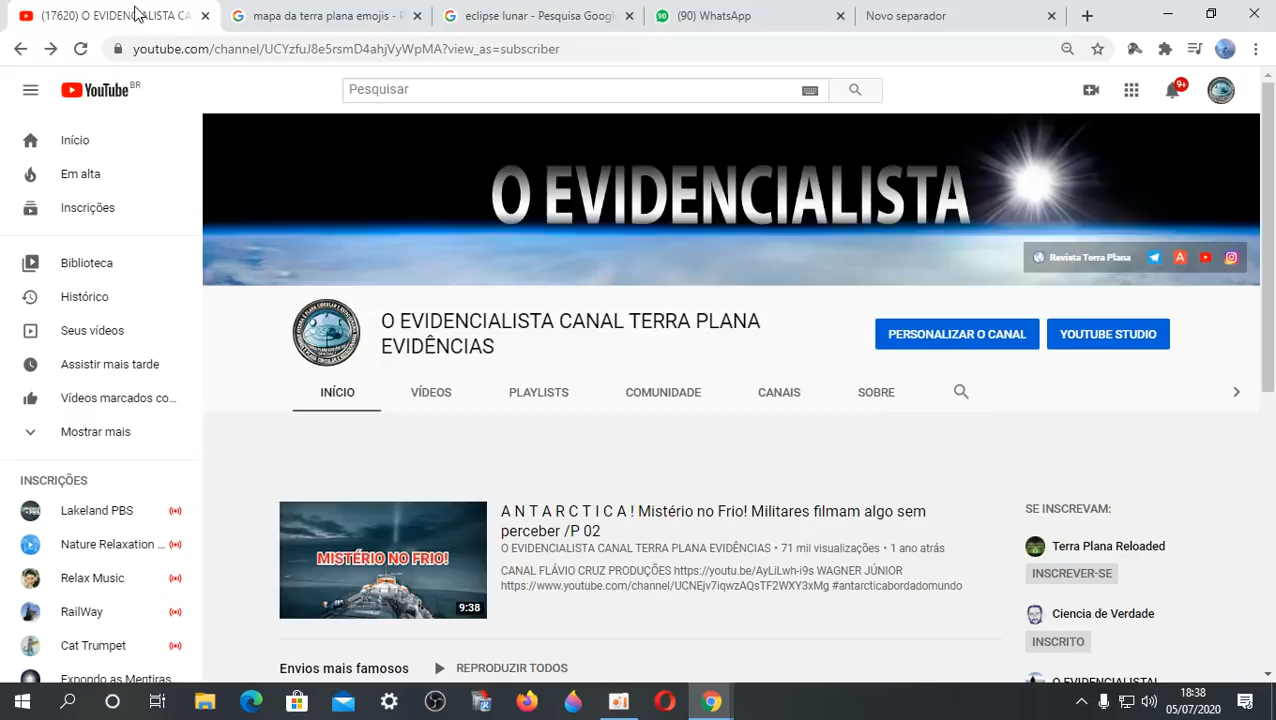 (17620) O EVIDENCIALISTA CA
mapa da terra plana emojis - P
eclipse lunar - Pesquisa Googl
(90) WhatsApp
Novo separador
youtube.com/channel/UCYzfuJ8e5rsmD4ahjVyWpMA?view_as=subscriber
YouTube BR
Pesquisar
9+
Início
Em alta
Inscrições
Biblioteca
Histórico
Seus vídeos
Assistir mais tarde
Vídeos marcados co...
Mostrar mais
INSCRIÇÕES
Lakeland PBS
Nature Relaxation ...
Relax Music
RailWay
Cat Trumpet
Expondo as Mentiras
O EVIDENCIALISTA
Revista Terra Plana
O EVIDENCIALISTA CANAL TERRA PLANA
EVIDÊNCIAS
PERSONALIZAR O CANAL
YOUTUBE STUDIO
INÍCIO
VÍDEOS
PLAYLISTS
COMUNIDADE
CANAIS
SOBRE
MISTÉRIO NO FRIO!
9:38
A N T A R C T I C A ! Mistério no Frio! Militares filmam algo sem
perceber /P 02
O EVIDENCIALISTA CANAL TERRA PLANA EVIDÊNCIAS • 71 mil visualizações • 1 ano atrás
CANAL FLÁVIO CRUZ PRODUÇÕES https://youtu.be/AyLiLwh-i9s WAGNER JÚNIOR
https://www.youtube.com/channel/UCNEjv7iqwzAQsTF2WXY3xMg #antarcticabordadomundo
Envios mais famosos
REPRODUZIR TODOS
SE INSCREVAM:
Terra Plana Reloaded
INSCREVER-SE
Ciencia de Verdade
INSCRITO
O EVIDENCIALISTA!
18:38
05/07/2020